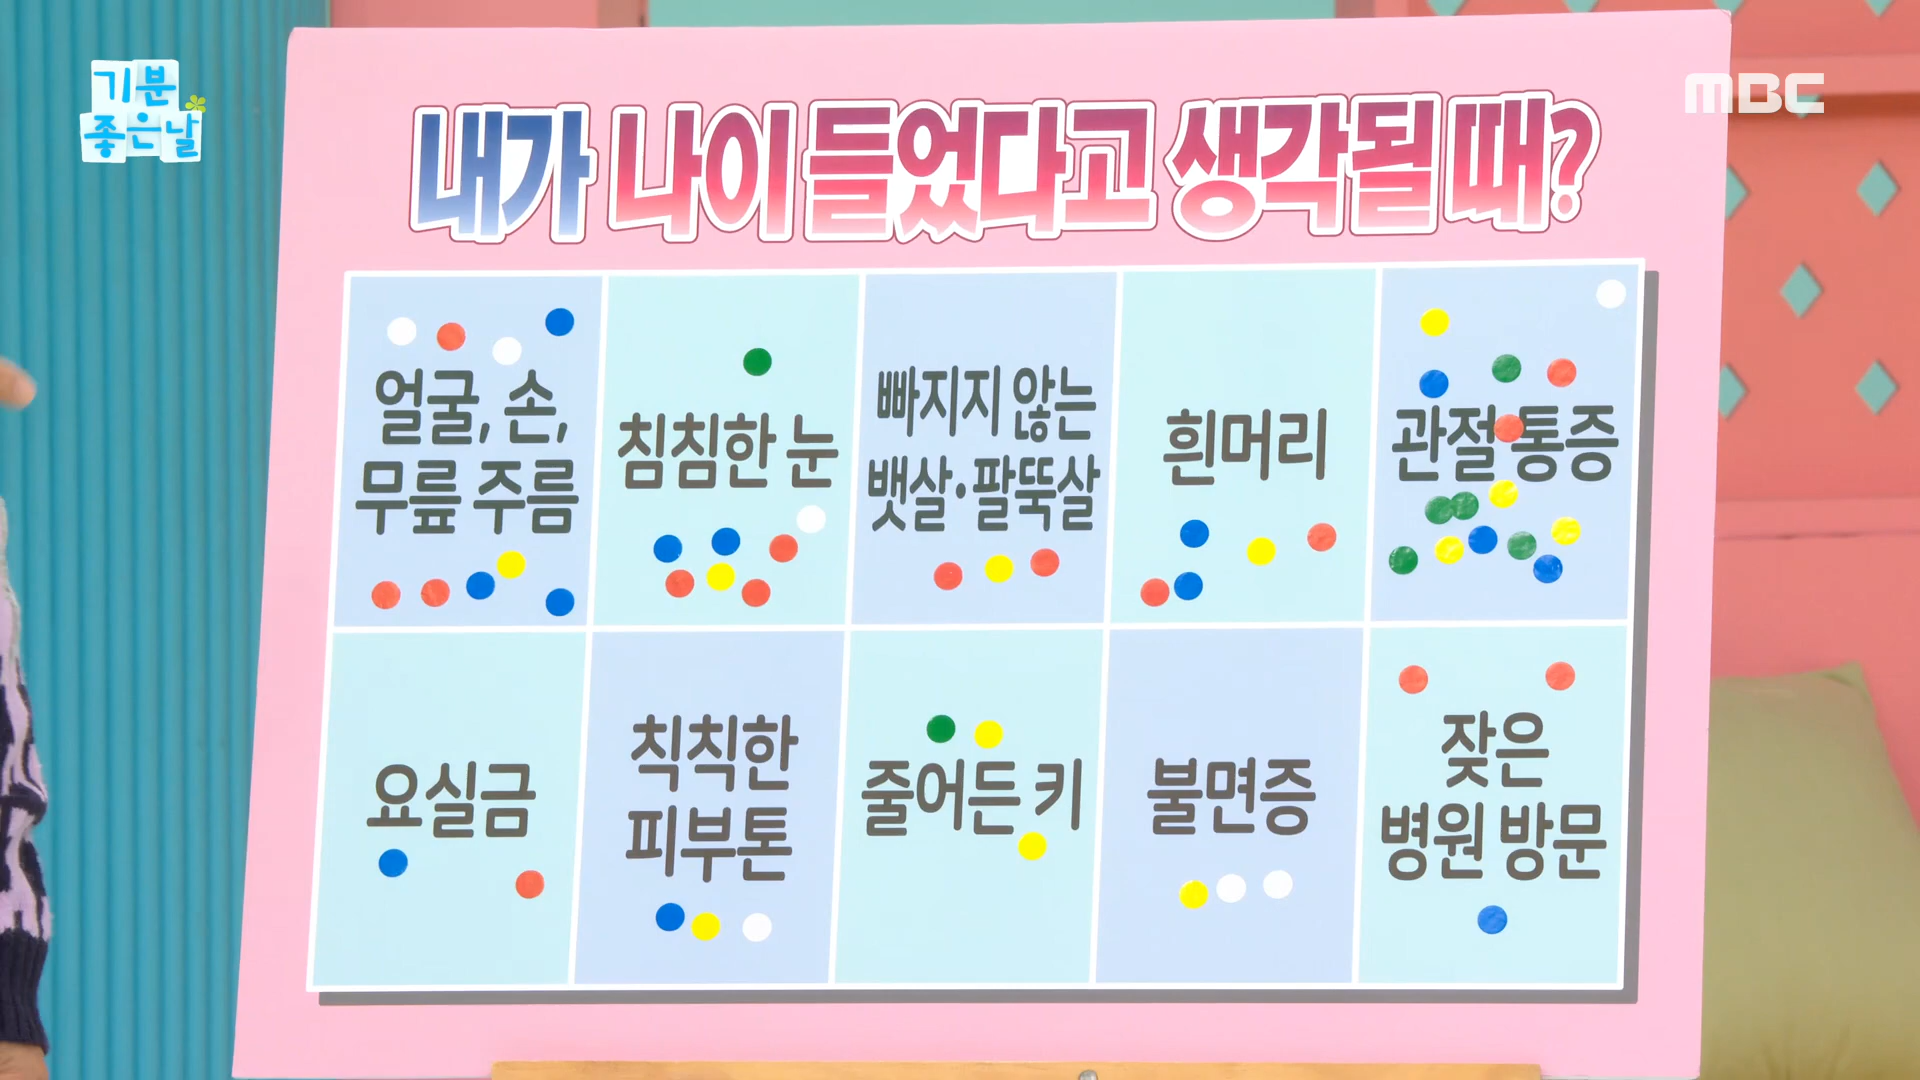 기분
좋은날
MBC
내가 나이 들었다고 생각될 때?
얼굴, 손,
무릎 주름
침침한 눈
빠지지 않는
뱃살·팔뚝살
흰머리
관절 통증
요실금
칙칙한
피부톤
줄어든 키
불면증
잦은
병원 방문